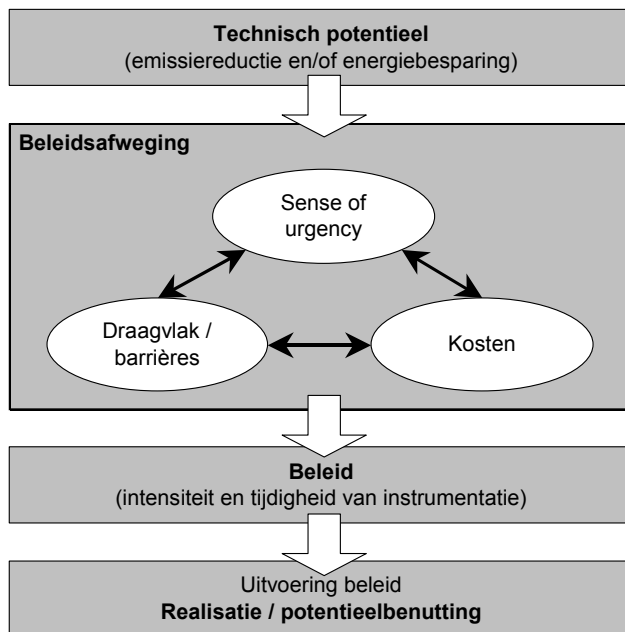 Technisch potentieel
(emissiereductie en/of energiebesparing)
Beleidsafweging
Sense of
urgency
Draagvlak /
barrières
Kosten
Beleid
(intensiteit en tijdigheid van instrumentatie)
Uitvoering beleid
Realisatie / potentieelbenutting